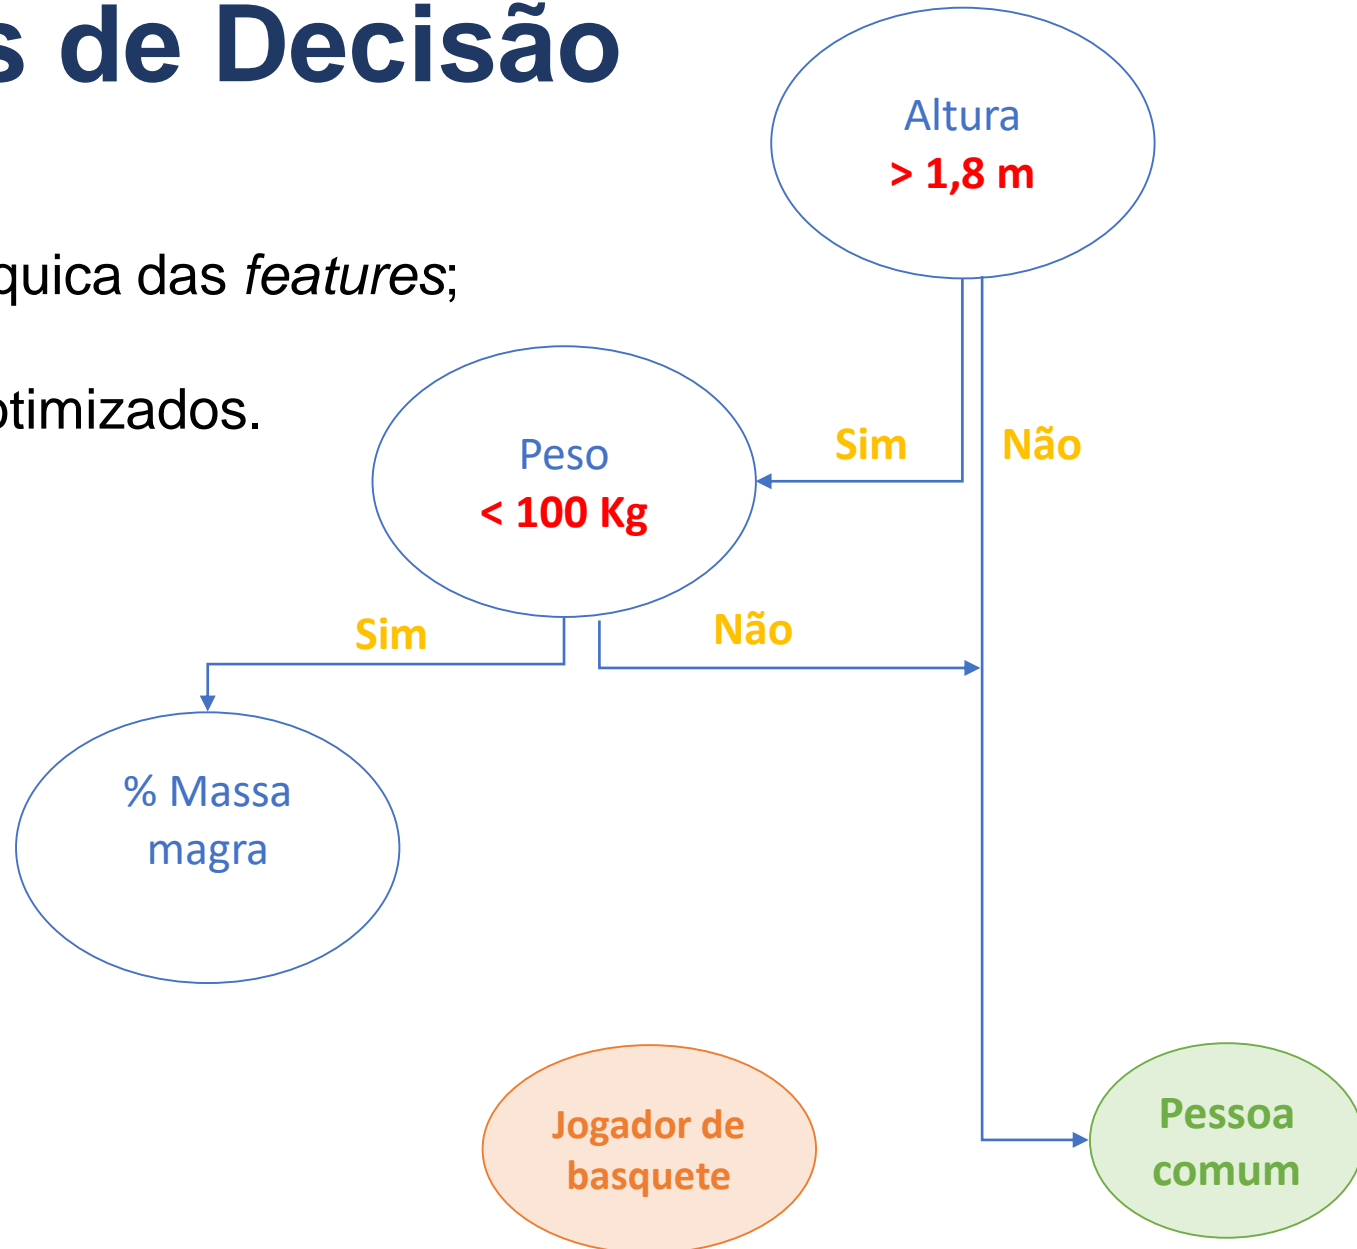 s de Decisão
Altura
> 1,8 m
quica das features;
otimizados.
Peso
< 100 Kg
Sim
Não
Sim
Não
% Massa
magra
Jogador de
basquete
Pessoa
comum